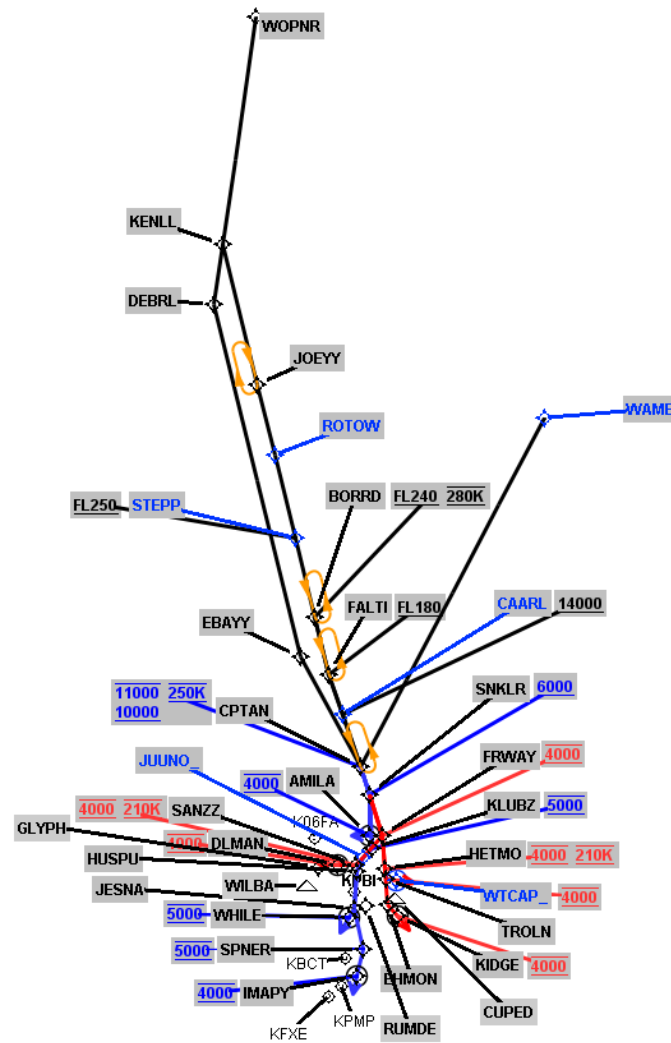 WOPNR
KENLL
DEBRL
JOEYY
WAME
ROTOW
BORRD FL240 280K
FL250 STEPP
FALTI FL180
CAARL 14000
EBAYY
SNKLR 6000
11000 250K
10000
CPTAN
FRWAY
JUUNO_
4000 AMILA
4000
KLUBZ 5000
4000 210K SANZZ
K06FA
GLYPH
4000 DLMAN
HETMO 4000 210K
HUSPU
KPBI
WILBA
WTCAP_ 4000
JESNA
5000 WHILE
TROLN
5000 SPNER
KBCT
EHMON
KIDGE 4000
4000 IMAPY
KPMP
CUPED
KFXE
RUMDE